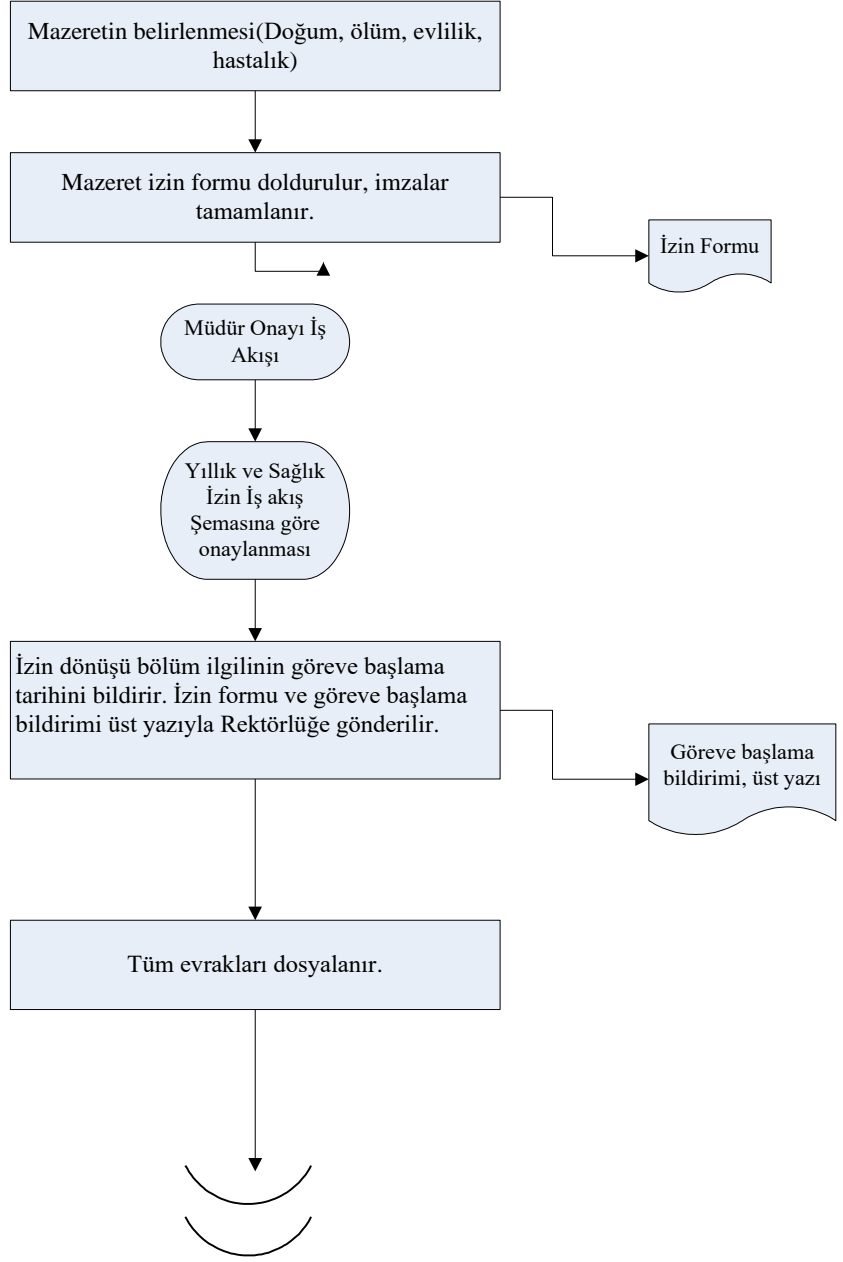 Mazeretin belirlenmesi(Doğum, ölüm, evlilik,
hastalık)
Mazeret izin formu doldurulur, imzalar
tamamlanır.
İzin Formu
Müdür Onayı İş
Akışı
Yıllık ve Sağlık
İzin İş akış
Şemasına göre
onaylanması
İzin dönüşü bölüm ilgilinin göreve başlama
tarihini bildirir. İzin formu ve göreve başlama
bildirimi üst yazıyla Rektörlüğe gönderilir.
Göreve başlama
bildirimi, üst yazı
Tüm evrakları dosyalanır.